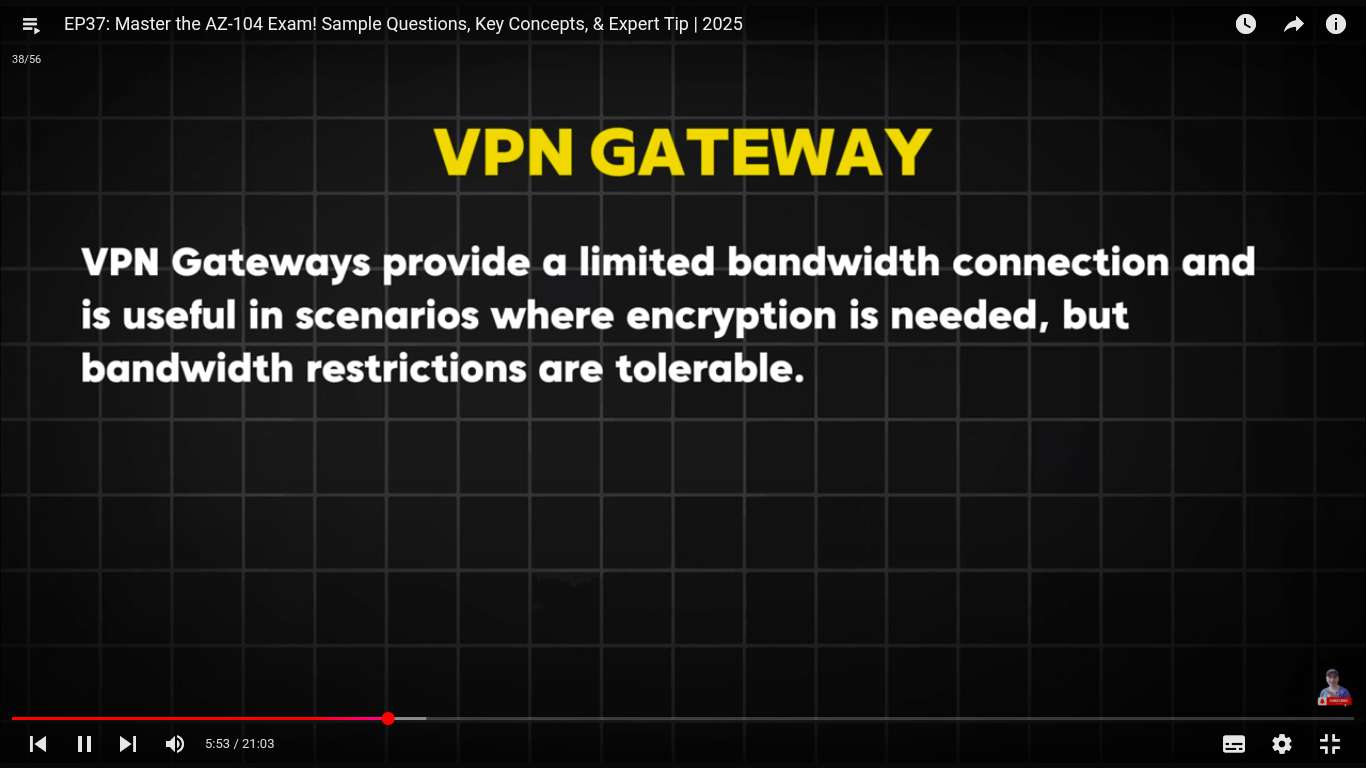 EP37: Master the AZ-104 Exam! Sample Questions, Key Concepts, & Expert Tip | 2025
38/56
VPN GATEWAY
VPN Gateways provide a limited bandwidth connection and
is useful in scenarios where encryption is needed, but
bandwidth restrictions are tolerable.
5:53 / 21:03